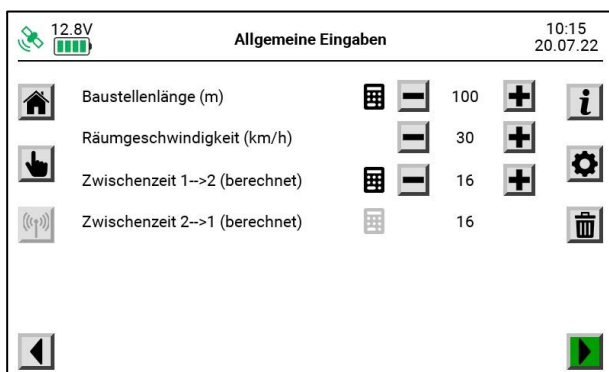 12.8V
Allgemeine Eingaben
10:15
20.07.22
Baustellenlänge (m) 100
Räumgeschwindigkeit (km/h) 30
Zwischenzeit 1-->2 (berechnet) 16
Zwischenzeit 2-->1 (berechnet) 16
i